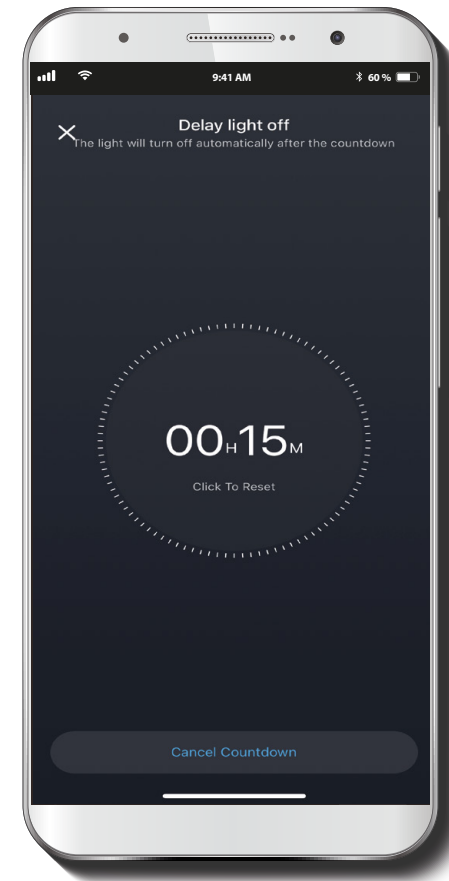 9:41 AM 60 %
Delay light off
The light will turn off automatically after the countdown
00H15M
Click To Reset
Cancel Countdown